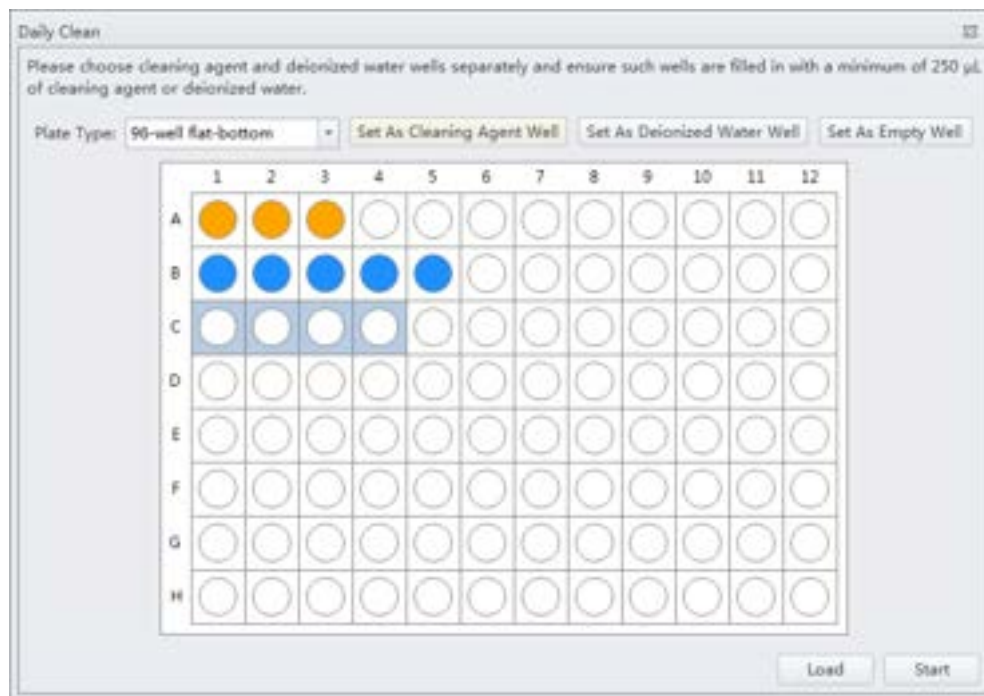 Daily Clean
Please choose cleaning agent and deionized water wells separately and ensure such wells are filled in with a minimum of 250 μL
of cleaning agent or deionized water.
Plate Type: 96-well flat-bottom Set As Cleaning Agent Well Set As Deionized Water Well Set As Empty Well
1 2 3 4 5 6 7 8 9 10 11 12
A
B
C
D
E
F
G
H
Load Start